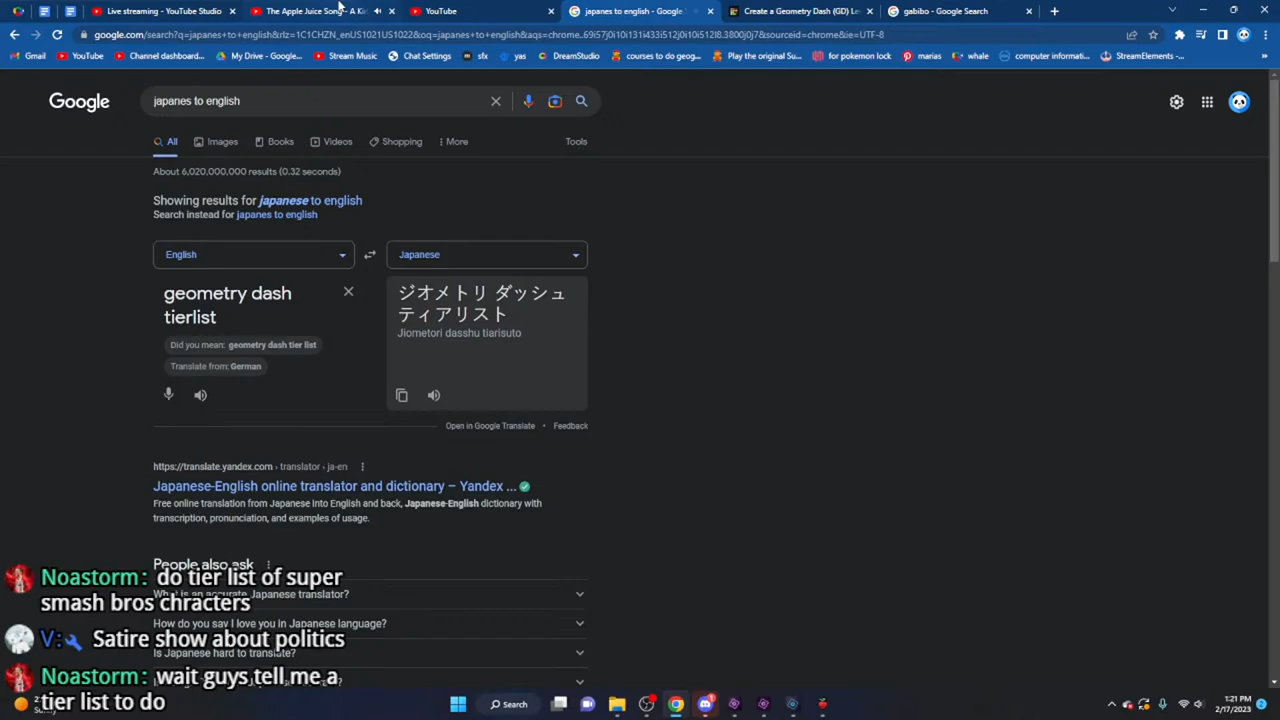 Live streaming - YouTube Studio
The Apple Juice Song - A Ki
YouTube
japanes to english - Google
Create a Geometry Dash (GD) Le
gabibo - Google Search
google.com/search?q=japanes+to+english&rlz=1C1CHZN_enUS1021US1022&oq=japanes+to+english&aqs=chrome..69i57j0i10i131i433i512j0i10i512l8.3800j0j7&sourceid=chrome&ie=UTF-8
Gmail YouTube Channel dashboard... My Drive - Google... Stream Music Chat Settings sfx yas DreamStudio courses to do geog... Play the original Su... for pokemon lock marias whale computer informati... StreamElements -...
Google
japanes to english
All Images Books Videos Shopping More Tools
About 6,020,000,000 results (0.32 seconds)
Showing results for japanese to english
Search instead for japanes to english
English
Japanese
geometry dash
tierlist
Did you mean: geometry dash tier list
Translate from: German
ジオメトリ ダッシュ
ティアリスト
Jiometori dasshu tiarisuto
Open in Google Translate • Feedback
https://translate.yandex.com › translator › ja-en
Japanese-English online translator and dictionary – Yandex ...
Free online translation from Japanese into English and back, Japanese-English dictionary with
transcription, pronunciation, and examples of usage.
People also ask
What is an accurate Japanese translator?
How do you say I love you in Japanese language?
Is Japanese hard to translate?
Noastorm: do tier list of super
smash bros chracters
V: Satire show about politics
Noastorm: wait guys tell me a
tier list to do
Search
1:21 PM
2/17/2023